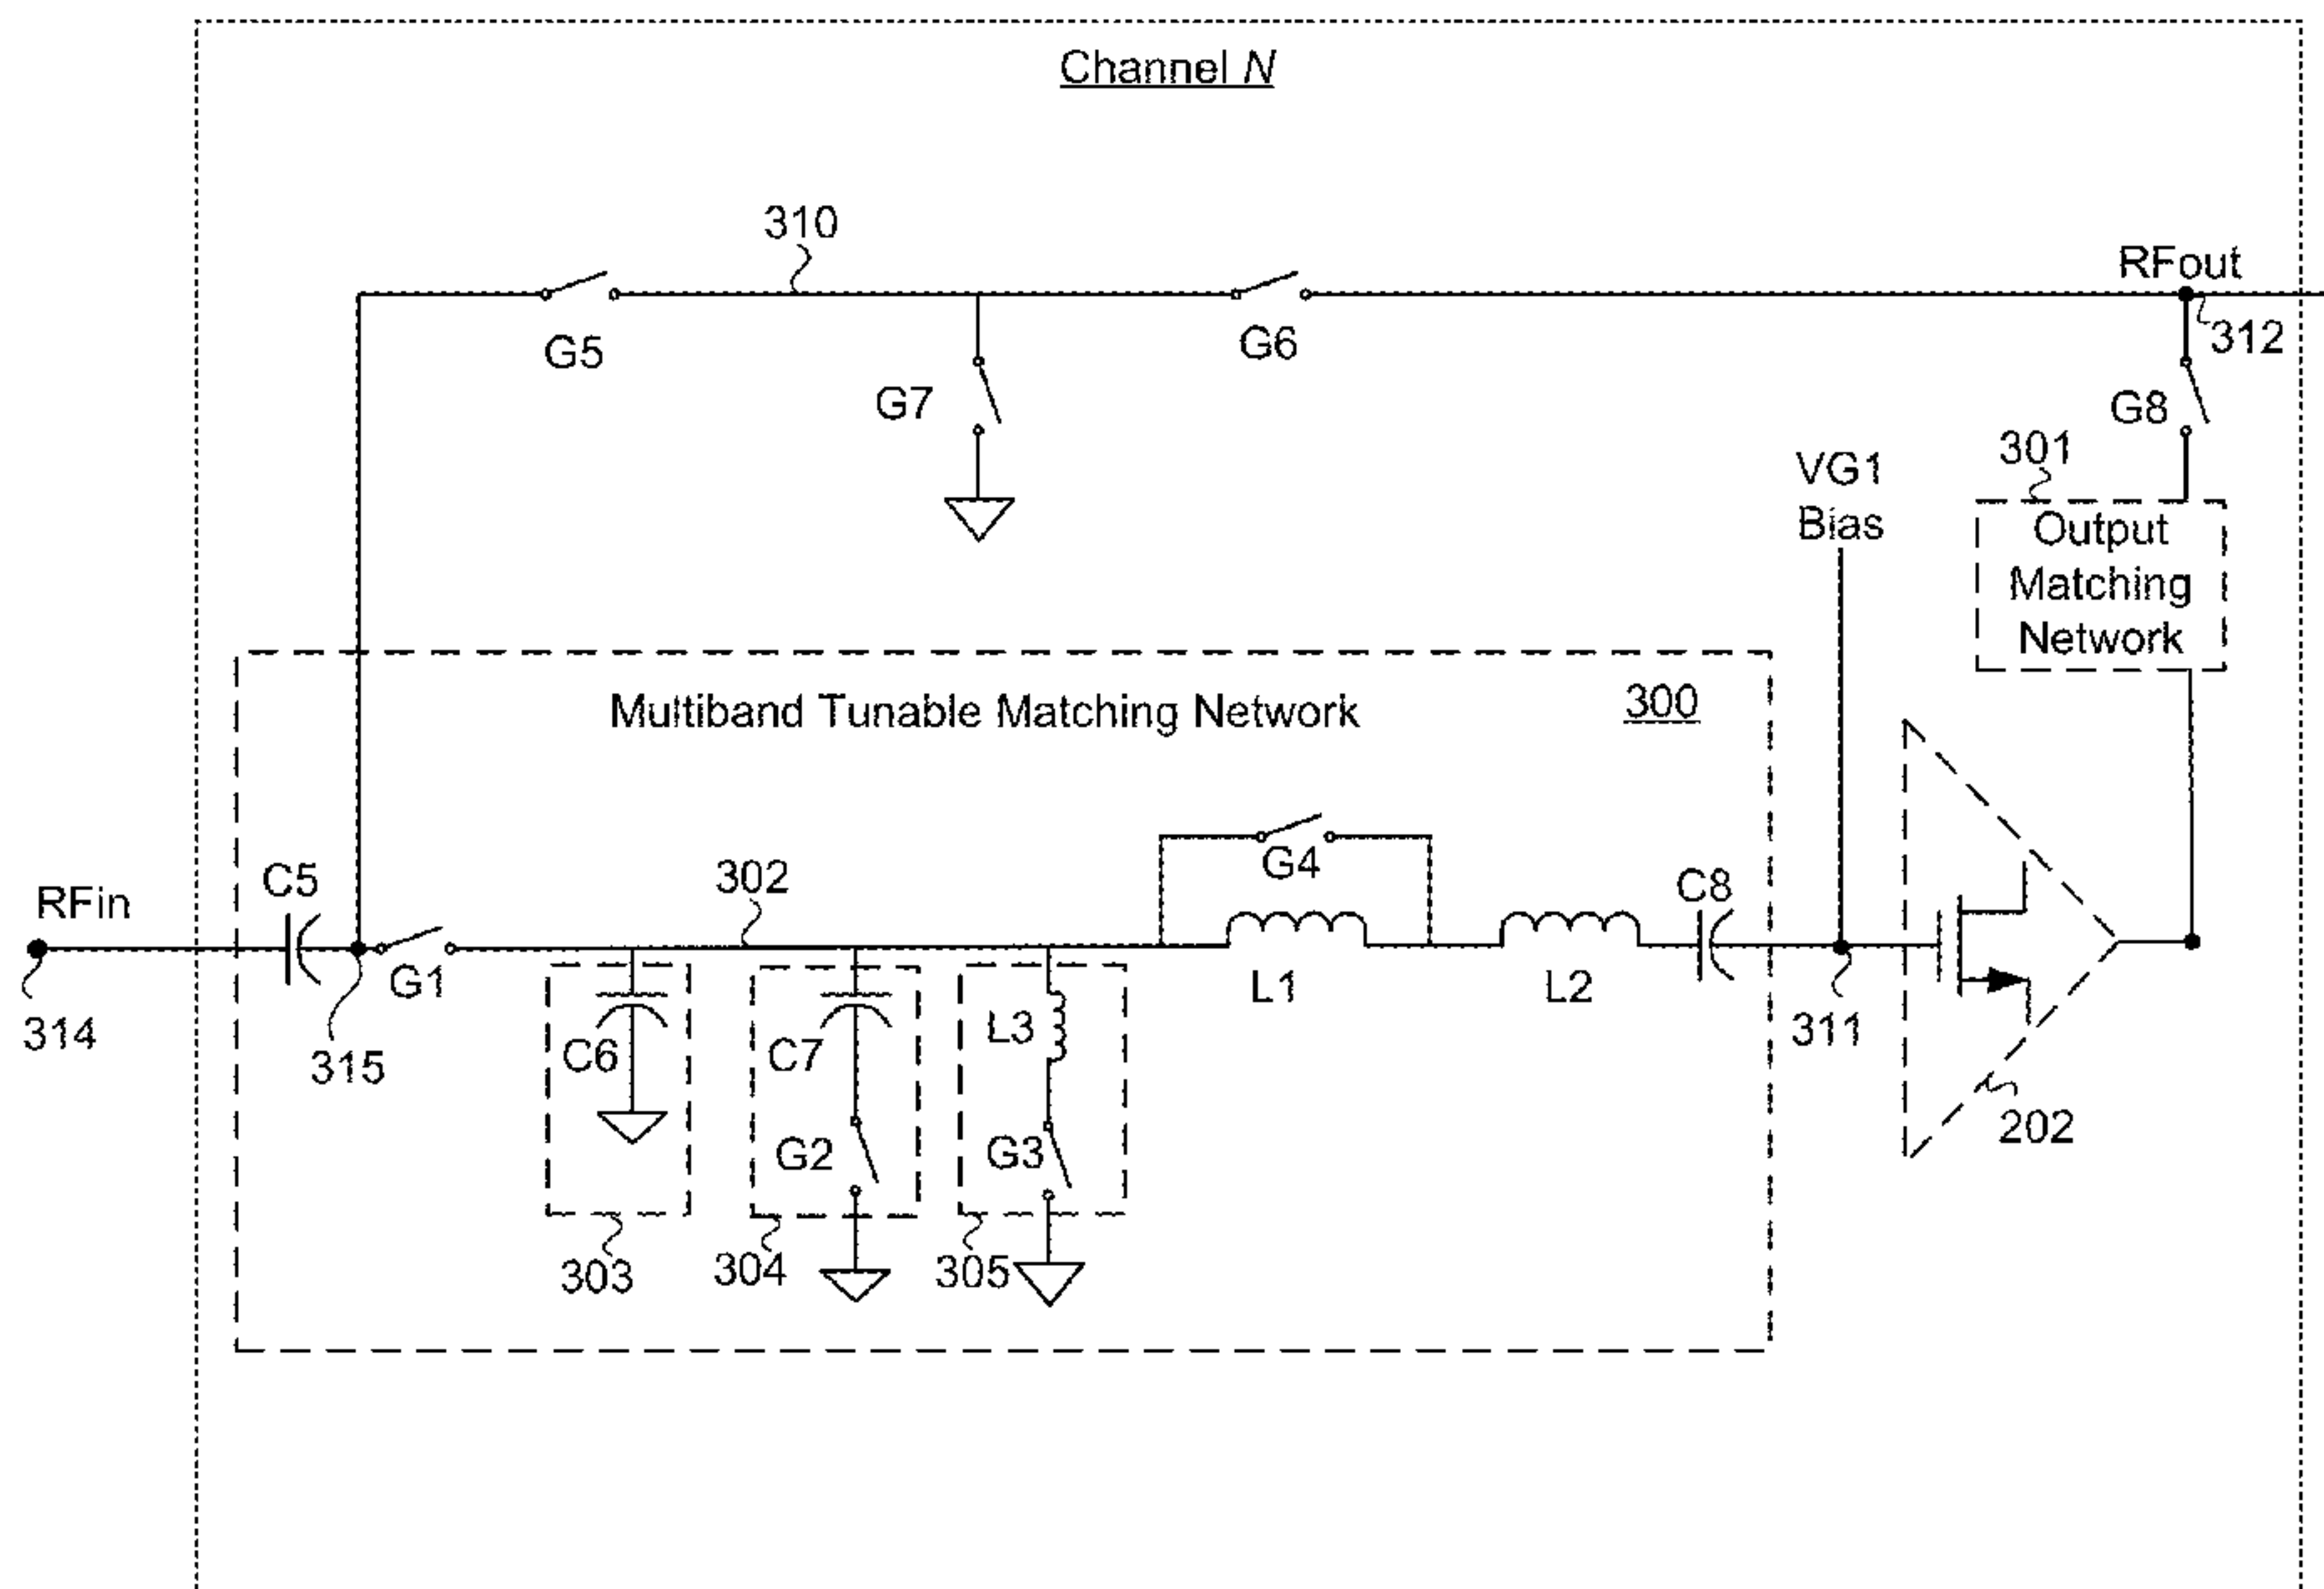 Channel N
310
RFout
G5
G6
312
G7
G8
301
VG1
Bias
Output
Matching
Network
Multiband Tunable Matching Network
300
RFin
C5
302
G4
C8
G1
L1
L2
314
315
C6
C7
L3
311
G2
G3
202
303
304
305